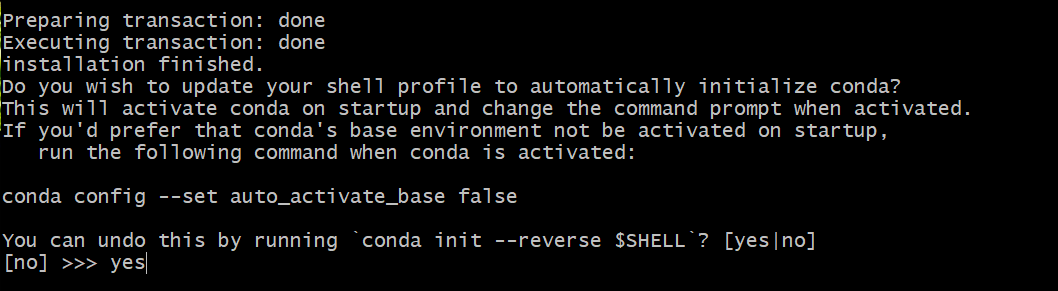 Preparing transaction: done
Executing transaction: done
installation finished.
Do you wish to update your shell profile to automatically initialize conda?
This will activate conda on startup and change the command prompt when activated.
If you'd prefer that conda's base environment not be activated on startup,
   run the following command when conda is activated:

conda config --set auto_activate_base false

You can undo this by running `conda init --reverse $SHELL`? [yes|no]
[no] >>> yes